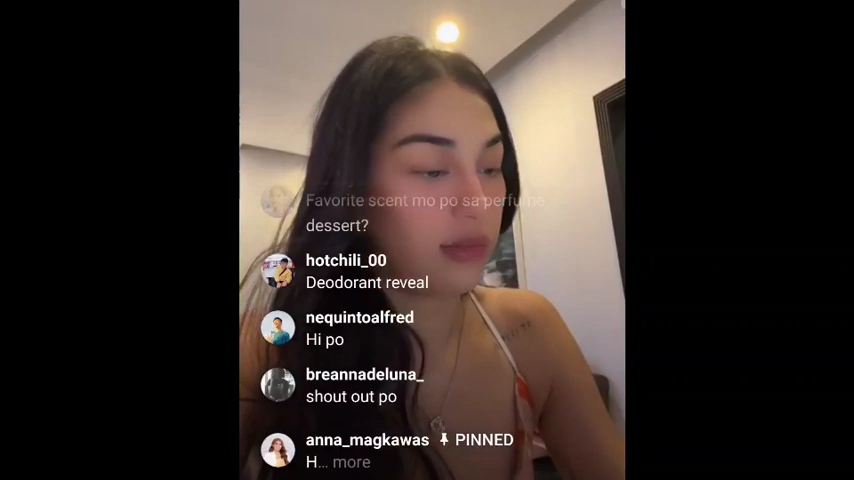 Favorite scent mo po sa perfume
dessert?
hotchili_00
Deodorant reveal
nequintoalfred
Hi po
breannadeluna_
shout out po
anna_magkawas PINNED
H... more